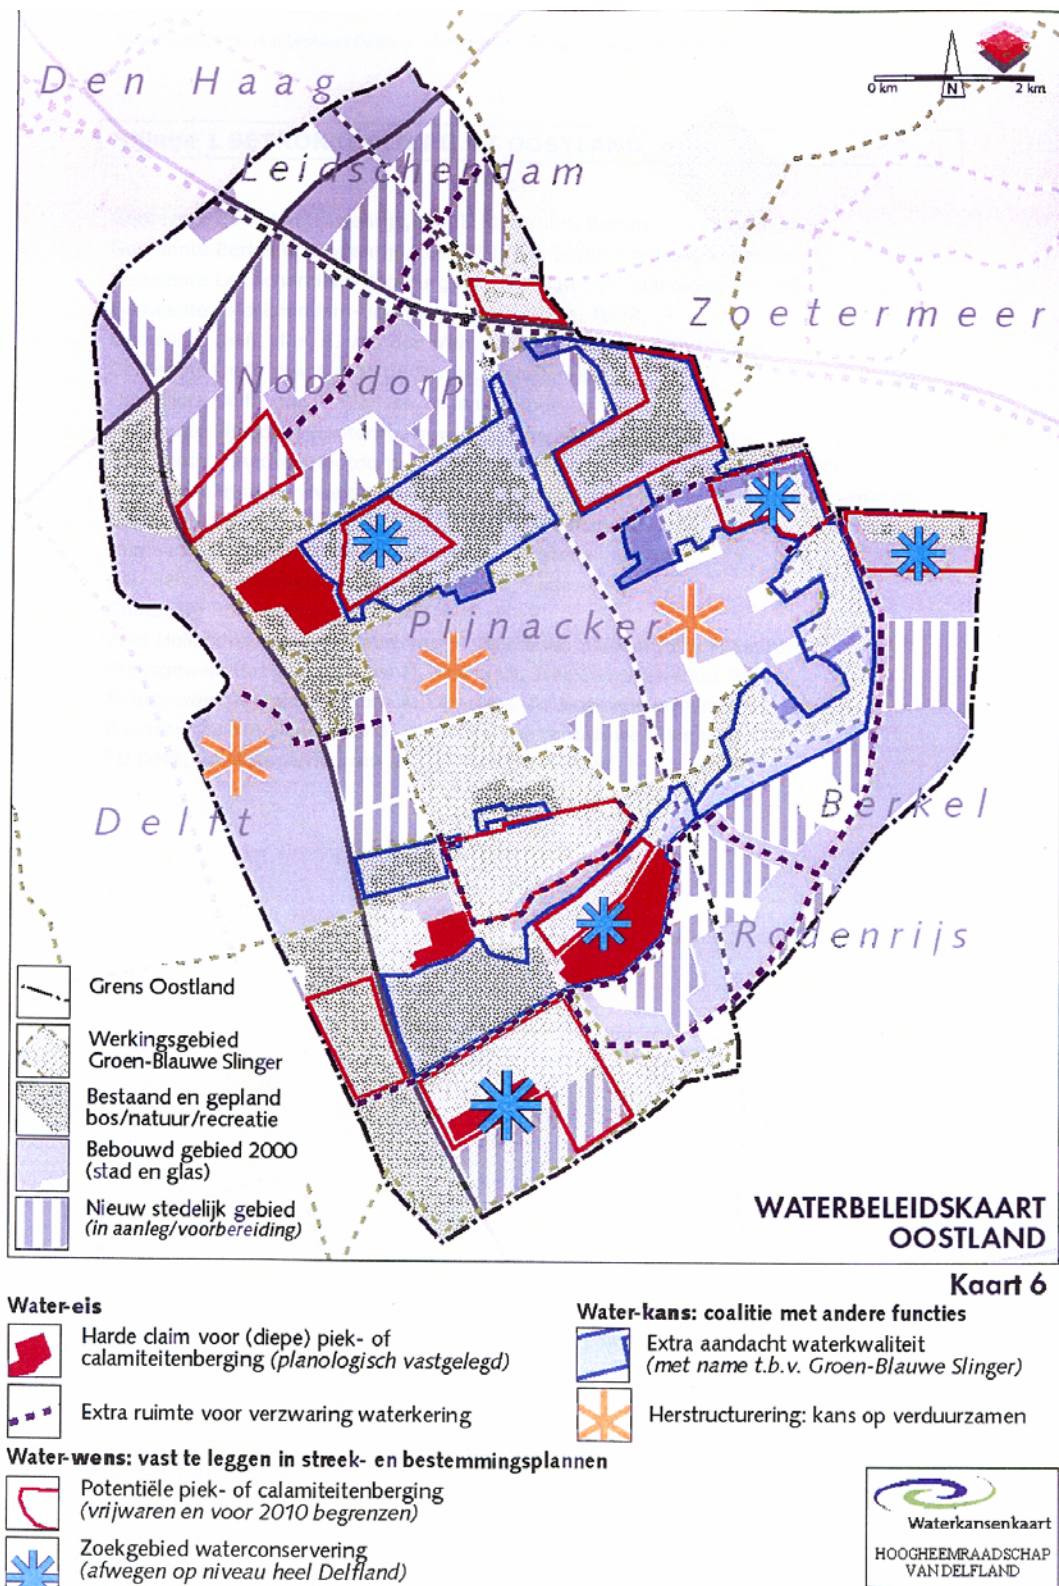 Den Haag
0 km
N
2 km
Leidschendam
Zoetermeer
Nootdorp
Pijnacker
Delft
Berkel
Rodenrijs
Grens Oostland
Werkingsgebied
Groen-Blauwe Slinger
Bestaand en gepland
bos/natuur/recreatie
Bebouwd gebied 2000
(stad en glas)
Nieuw stedelijk gebied
(in aanleg/voorbereiding)
WATERBELEIDSKAART
OOSTLAND
Kaart 6
Water-eis
Harde claim voor (diepe) piek- of
calamiteitenberging (planologisch vastgelegd)
Extra ruimte voor verzwaring waterkering
Water-wens: vast te leggen in streek- en bestemmingsplannen
Potentiële piek- of calamiteitenberging
(vrijwaren en voor 2010 begrenzen)
Zoekgebied waterconservering
(afwegen op niveau heel Delfland)
Water-kans: coalitie met andere functies
Extra aandacht waterkwaliteit
(met name t.b.v. Groen-Blauwe Slinger)
Herstructurering: kans op verduurzamen
Waterkansenkaart
HOOGHEEMRAADSCHAP
VAN DELFLAND